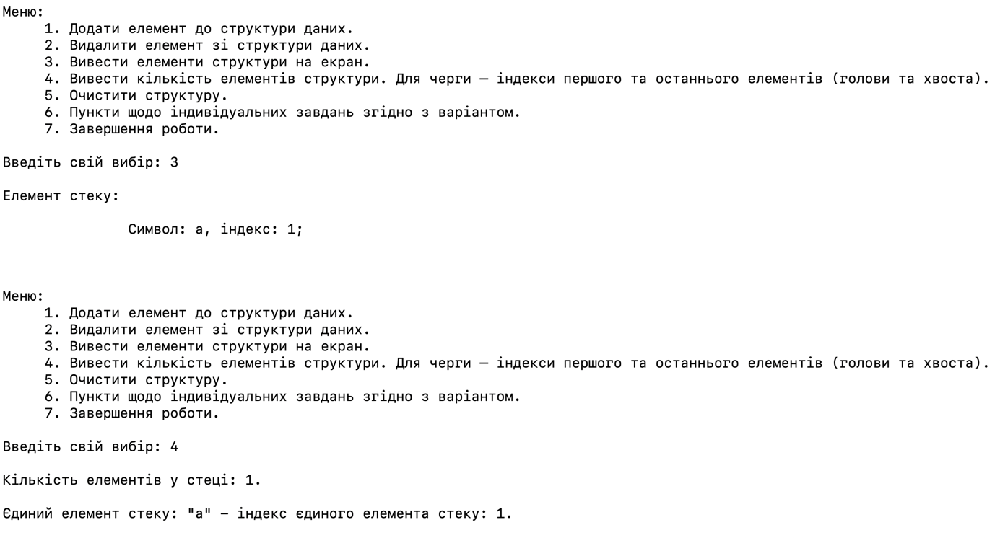 Меню:
1. Додати елемент до структури даних.
2. Видалити елемент зі структури даних.
3. Вивести елементи структури на екран.
4. Вивести кількість елементів структури. Для черги – індекси першого та останнього елементів (голови та хвоста).
5. Очистити структуру.
6. Пункти щодо індивідуальних завдань згідно з варіантом.
7. Завершення роботи.
Введіть свій вибір: 3
Елемент стеку:
Символ: a, індекс: 1;
Меню:
1. Додати елемент до структури даних.
2. Видалити елемент зі структури даних.
3. Вивести елементи структури на екран.
4. Вивести кількість елементів структури. Для черги – індекси першого та останнього елементів (голови та хвоста).
5. Очистити структуру.
6. Пункти щодо індивідуальних завдань згідно з варіантом.
7. Завершення роботи.
Введіть свій вибір: 4
Кількість елементів у стеці: 1.
Єдиний елемент стеку: "a" – індекс єдиного елемента стеку: 1.